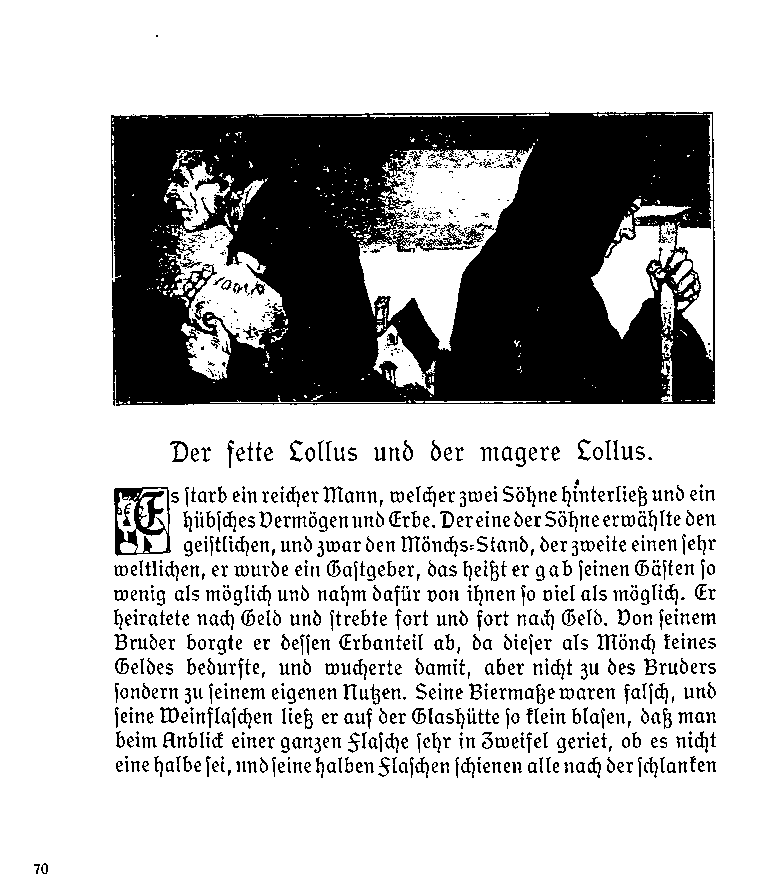 Der fette Lollus und der magere Lollus.
Es starb ein reicher Mann, welcher zwei Söhne hinterließ und ein
hübsches Vermögen und Erbe. Der eine der Söhne erwählte den
geistlichen, und zwar den Mönchs-Stand, der zweite einen sehr
weltlichen, er wurde ein Gastgeber, das heißt er gab seinen Gästen so
wenig als möglich und nahm dafür von ihnen so viel als möglich. Er
heiratete nach Geld und strebte fort und fort nach Geld. Von seinem
Bruder borgte er dessen Erbanteil ab, da dieser als Mönch keines
Geldes bedurfte, und wucherte damit, aber nicht zu des Bruders
sondern zu seinem eigenen Nutzen. Seine Biermaße waren falsch, und
seine Weinflaschen ließ er auf der Glashütte so klein blasen, daß man
beim Anblick einer ganzen Flasche sehr in Zweifel geriet, ob es nicht
eine halbe sei, und seine halben Flaschen schienen alle nach der schlanken
70